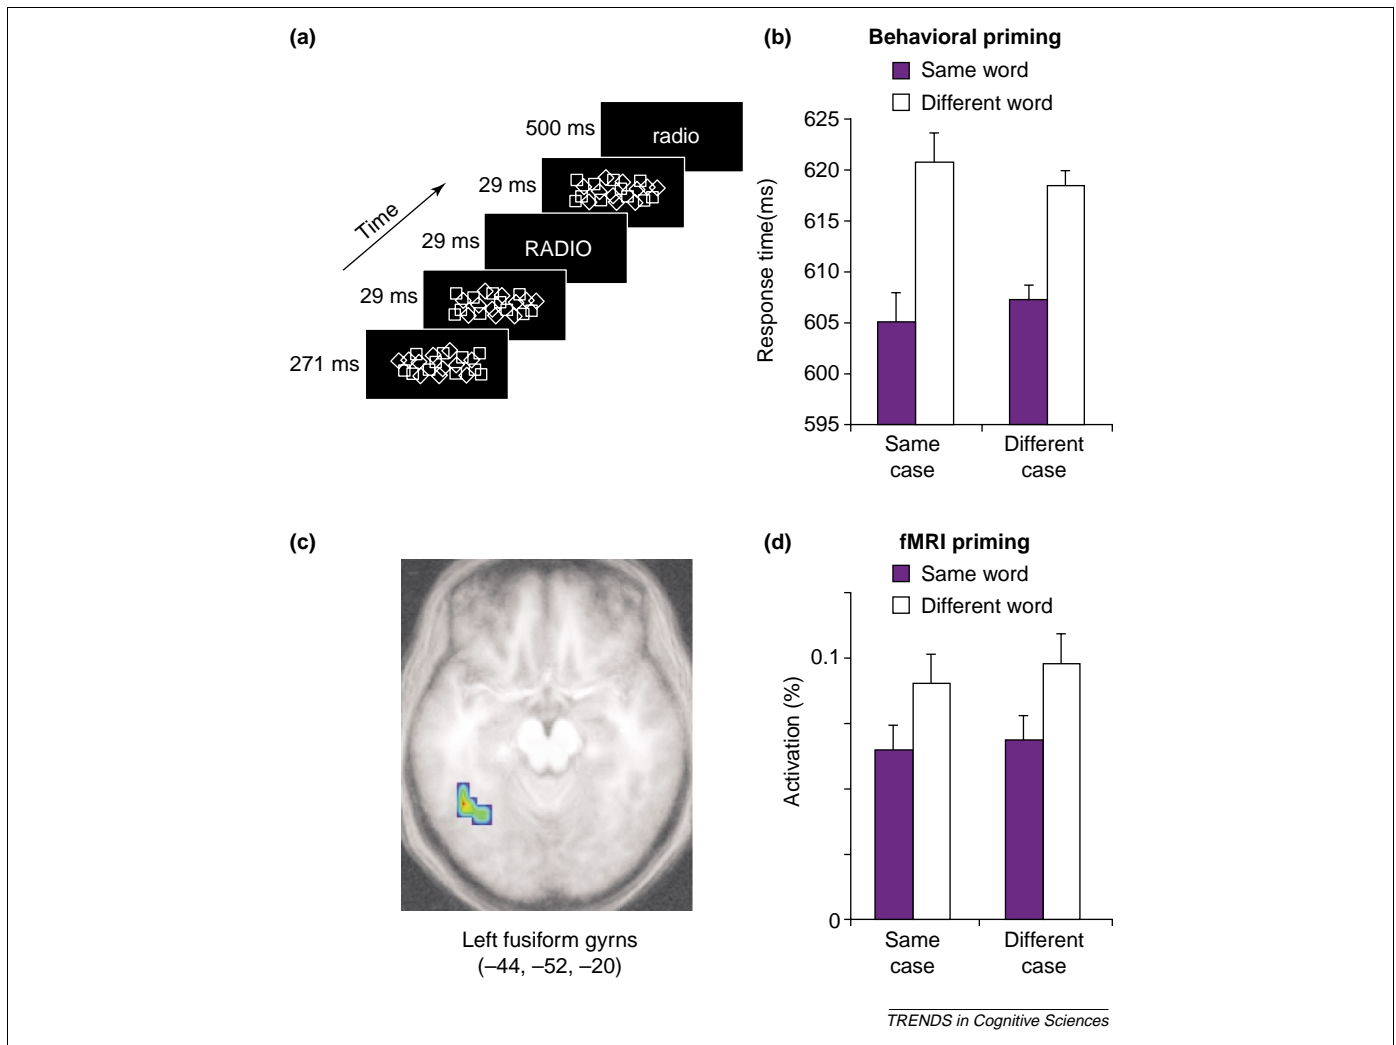 (a)
500 ms
radio
29 ms
29 ms
RADIO
29 ms
271 ms
Time
(b)
Behavioral priming
Same word
Different word
Response time(ms)
625
620
615
610
605
600
595
Same
case
Different
case
(c)
Left fusiform gyrns
(–44, –52, –20)
(d)
fMRI priming
Same word
Different word
Activation (%)
0.1
0
Same
case
Different
case
TRENDS in Cognitive Sciences